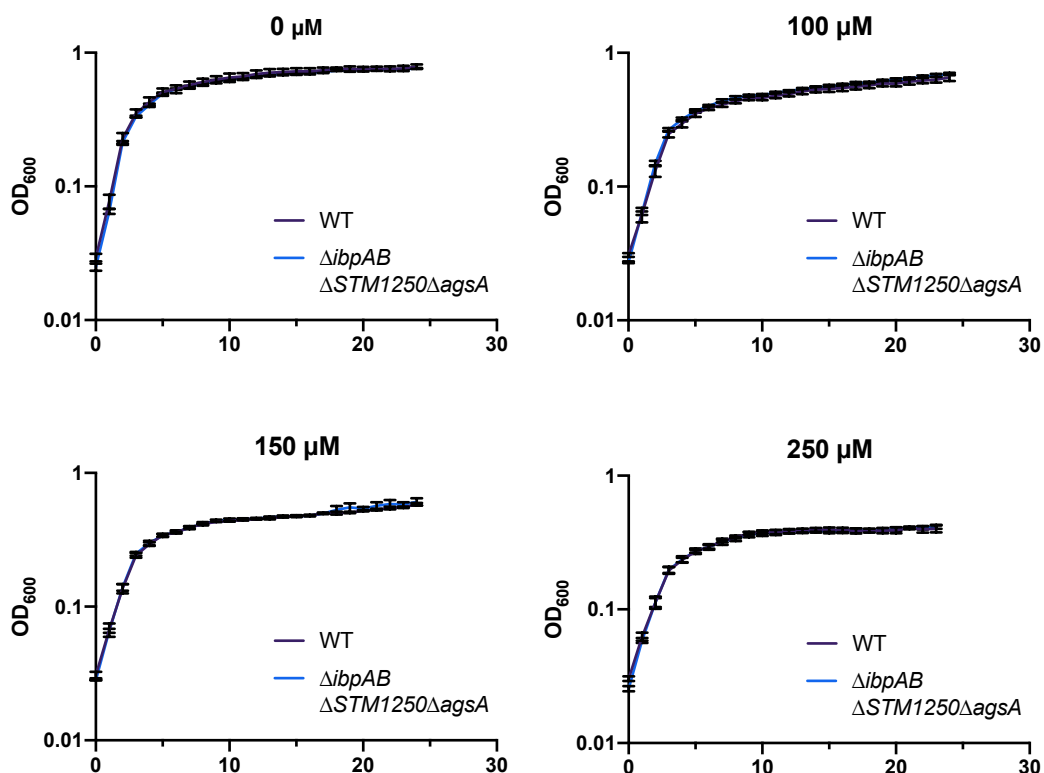 0 µM
1
0.1
0.01
OD600
WT
ΔibpAB
ΔSTM1250ΔagsA
0 10 20 30
100 µM
1
0.1
0.01
OD600
WT
ΔibpAB
ΔSTM1250ΔagsA
0 10 20 30
150 µM
1
0.1
0.01
OD600
WT
ΔibpAB
ΔSTM1250ΔagsA
0 10 20 30
250 µM
1
0.1
0.01
OD600
WT
ΔibpAB
ΔSTM1250ΔagsA
0 10 20 30